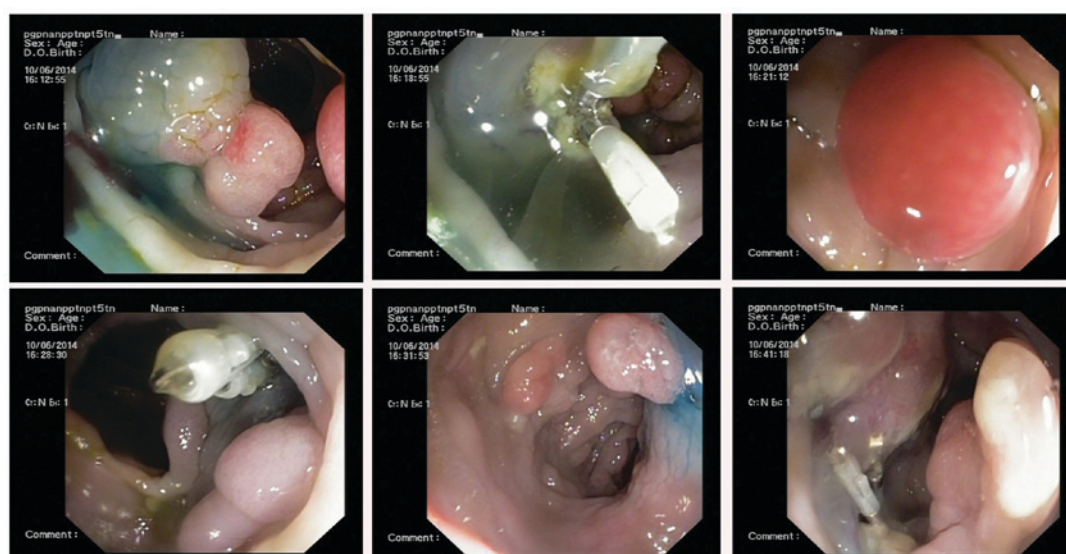 pgpnanpptnpt5tn Name:
Sex: Age:
D.O.Birth:
10/06/2014
16:12:55
Cr:N Ex:1
Comment:
pgpnanpptnpt5tn Name:
Sex: Age:
D.O.Birth:
10/06/2014
16:18:55
Comment:
pgpnanpptnpt5tn Name:
Sex: Age:
D.O.Birth:
10/06/2014
16:21:12
Comment:
pgpnanpptnpt5tn Name:
Sex: Age:
D.O.Birth:
10/06/2014
16:28:30
Comment:
pgpnanpptnpt5tn Name:
Sex: Age:
D.O.Birth:
10/06/2014
16:31:53
Comment:
pgpnanpptnpt5tn Name:
Sex: Age:
D.O.Birth:
10/06/2014
16:41:18
Comment: